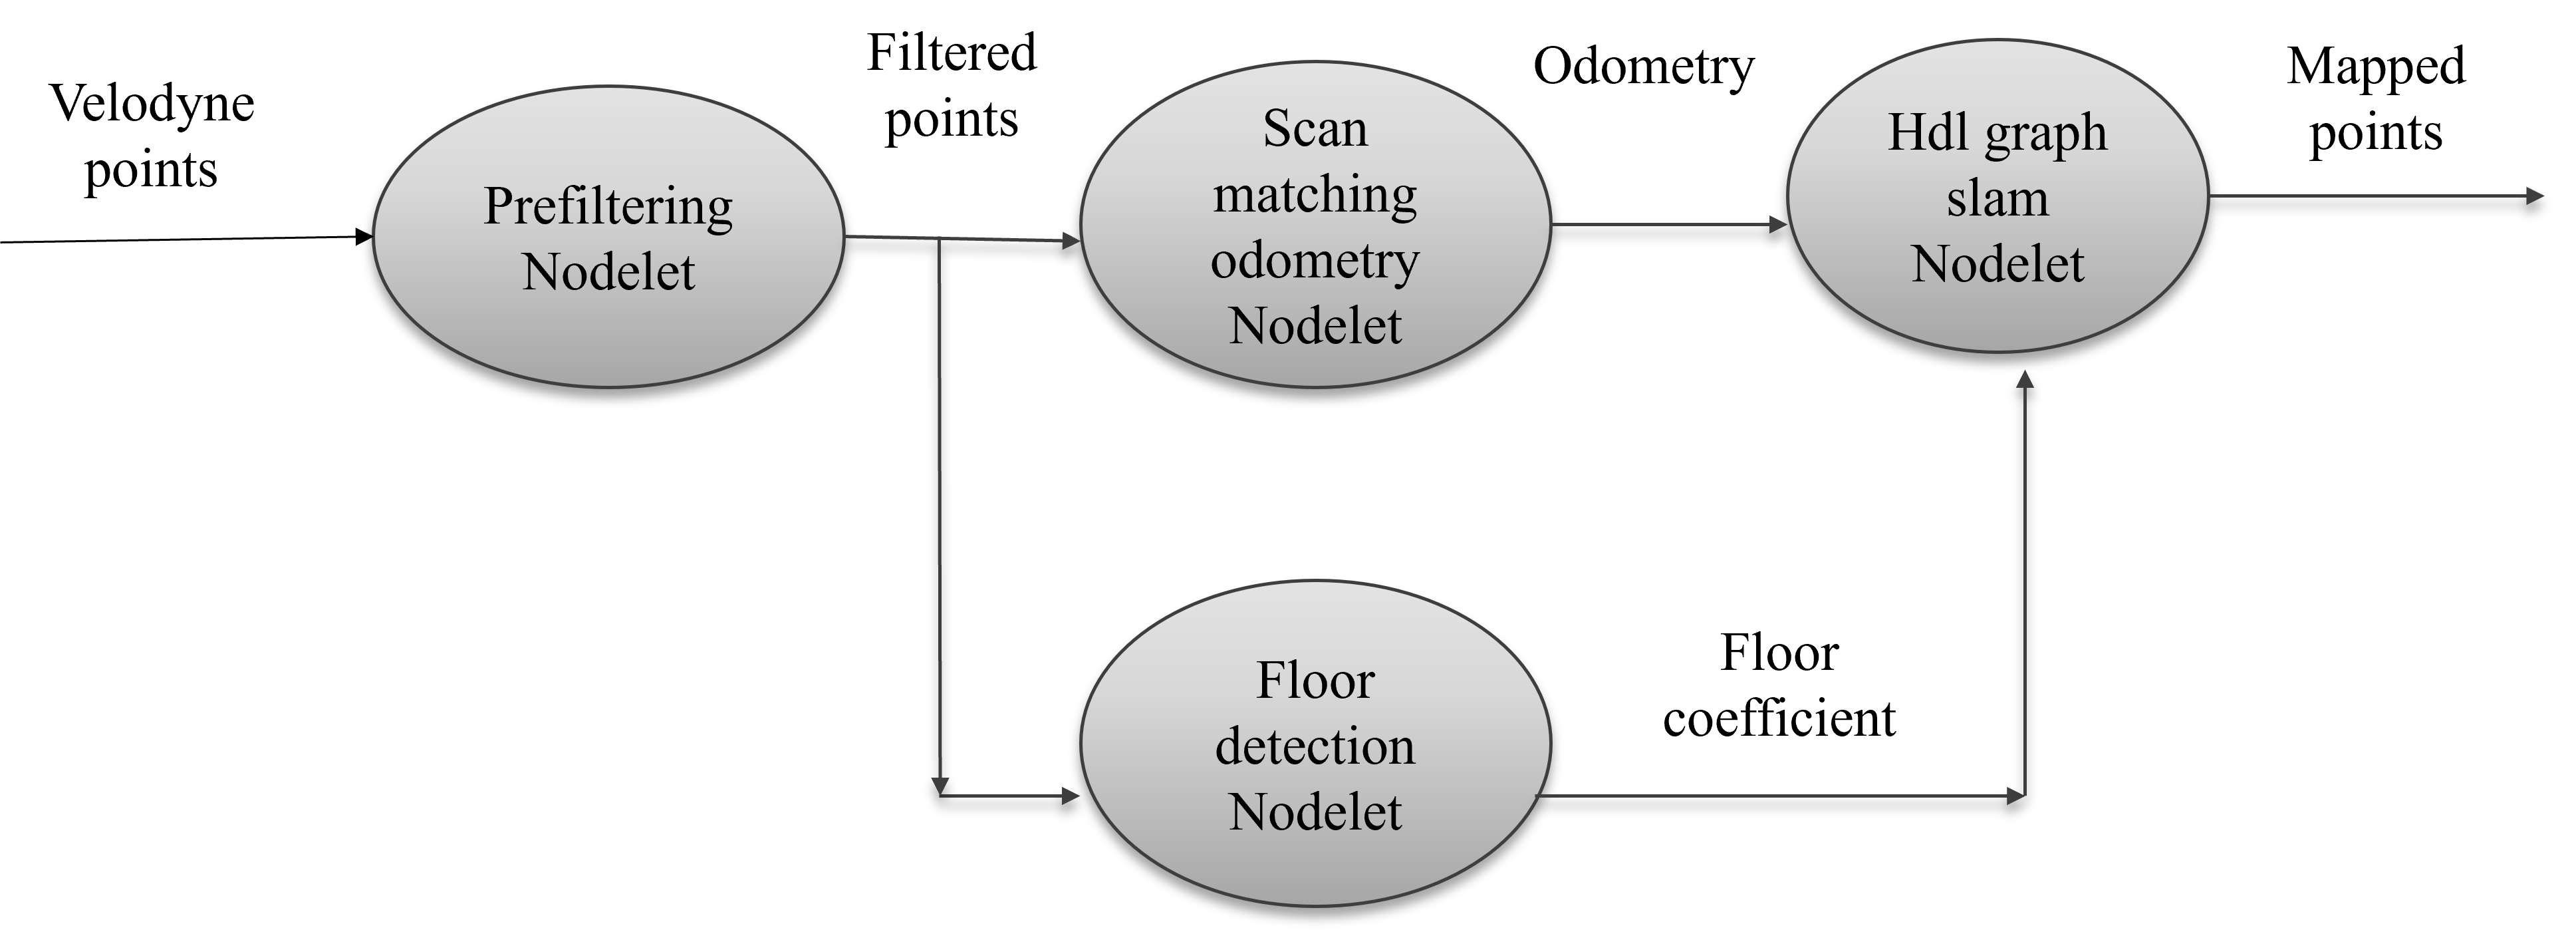 Velodyne
points
Prefiltering
Nodelet
Filtered
points
Scan
matching
odometry
Nodelet
Odometry
Hdl graph
slam
Nodelet
Mapped
points
Floor
detection
Nodelet
Floor
coefficient